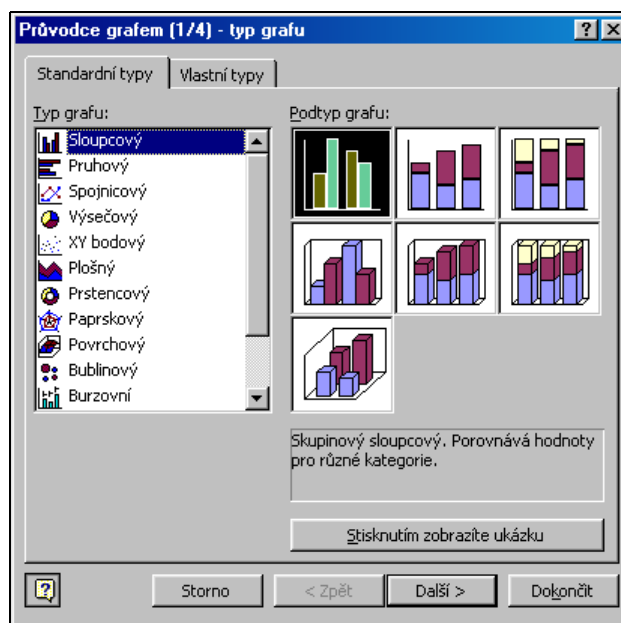 Průvodce grafem (1/4) - typ grafu
Standardní typy
Vlastní typy
Typ grafu:
Sloupcový
Pruhový
Spojnicový
Výsečový
XY bodový
Plošný
Prstencový
Paprskový
Povrchový
Bublinový
Burzovní
Podtyp grafu:
Skupinový sloupcový. Porovnává hodnoty
pro různé kategorie.
Stisknutím zobrazíte ukázku
Storno
< Zpět
Další >
Dokončit